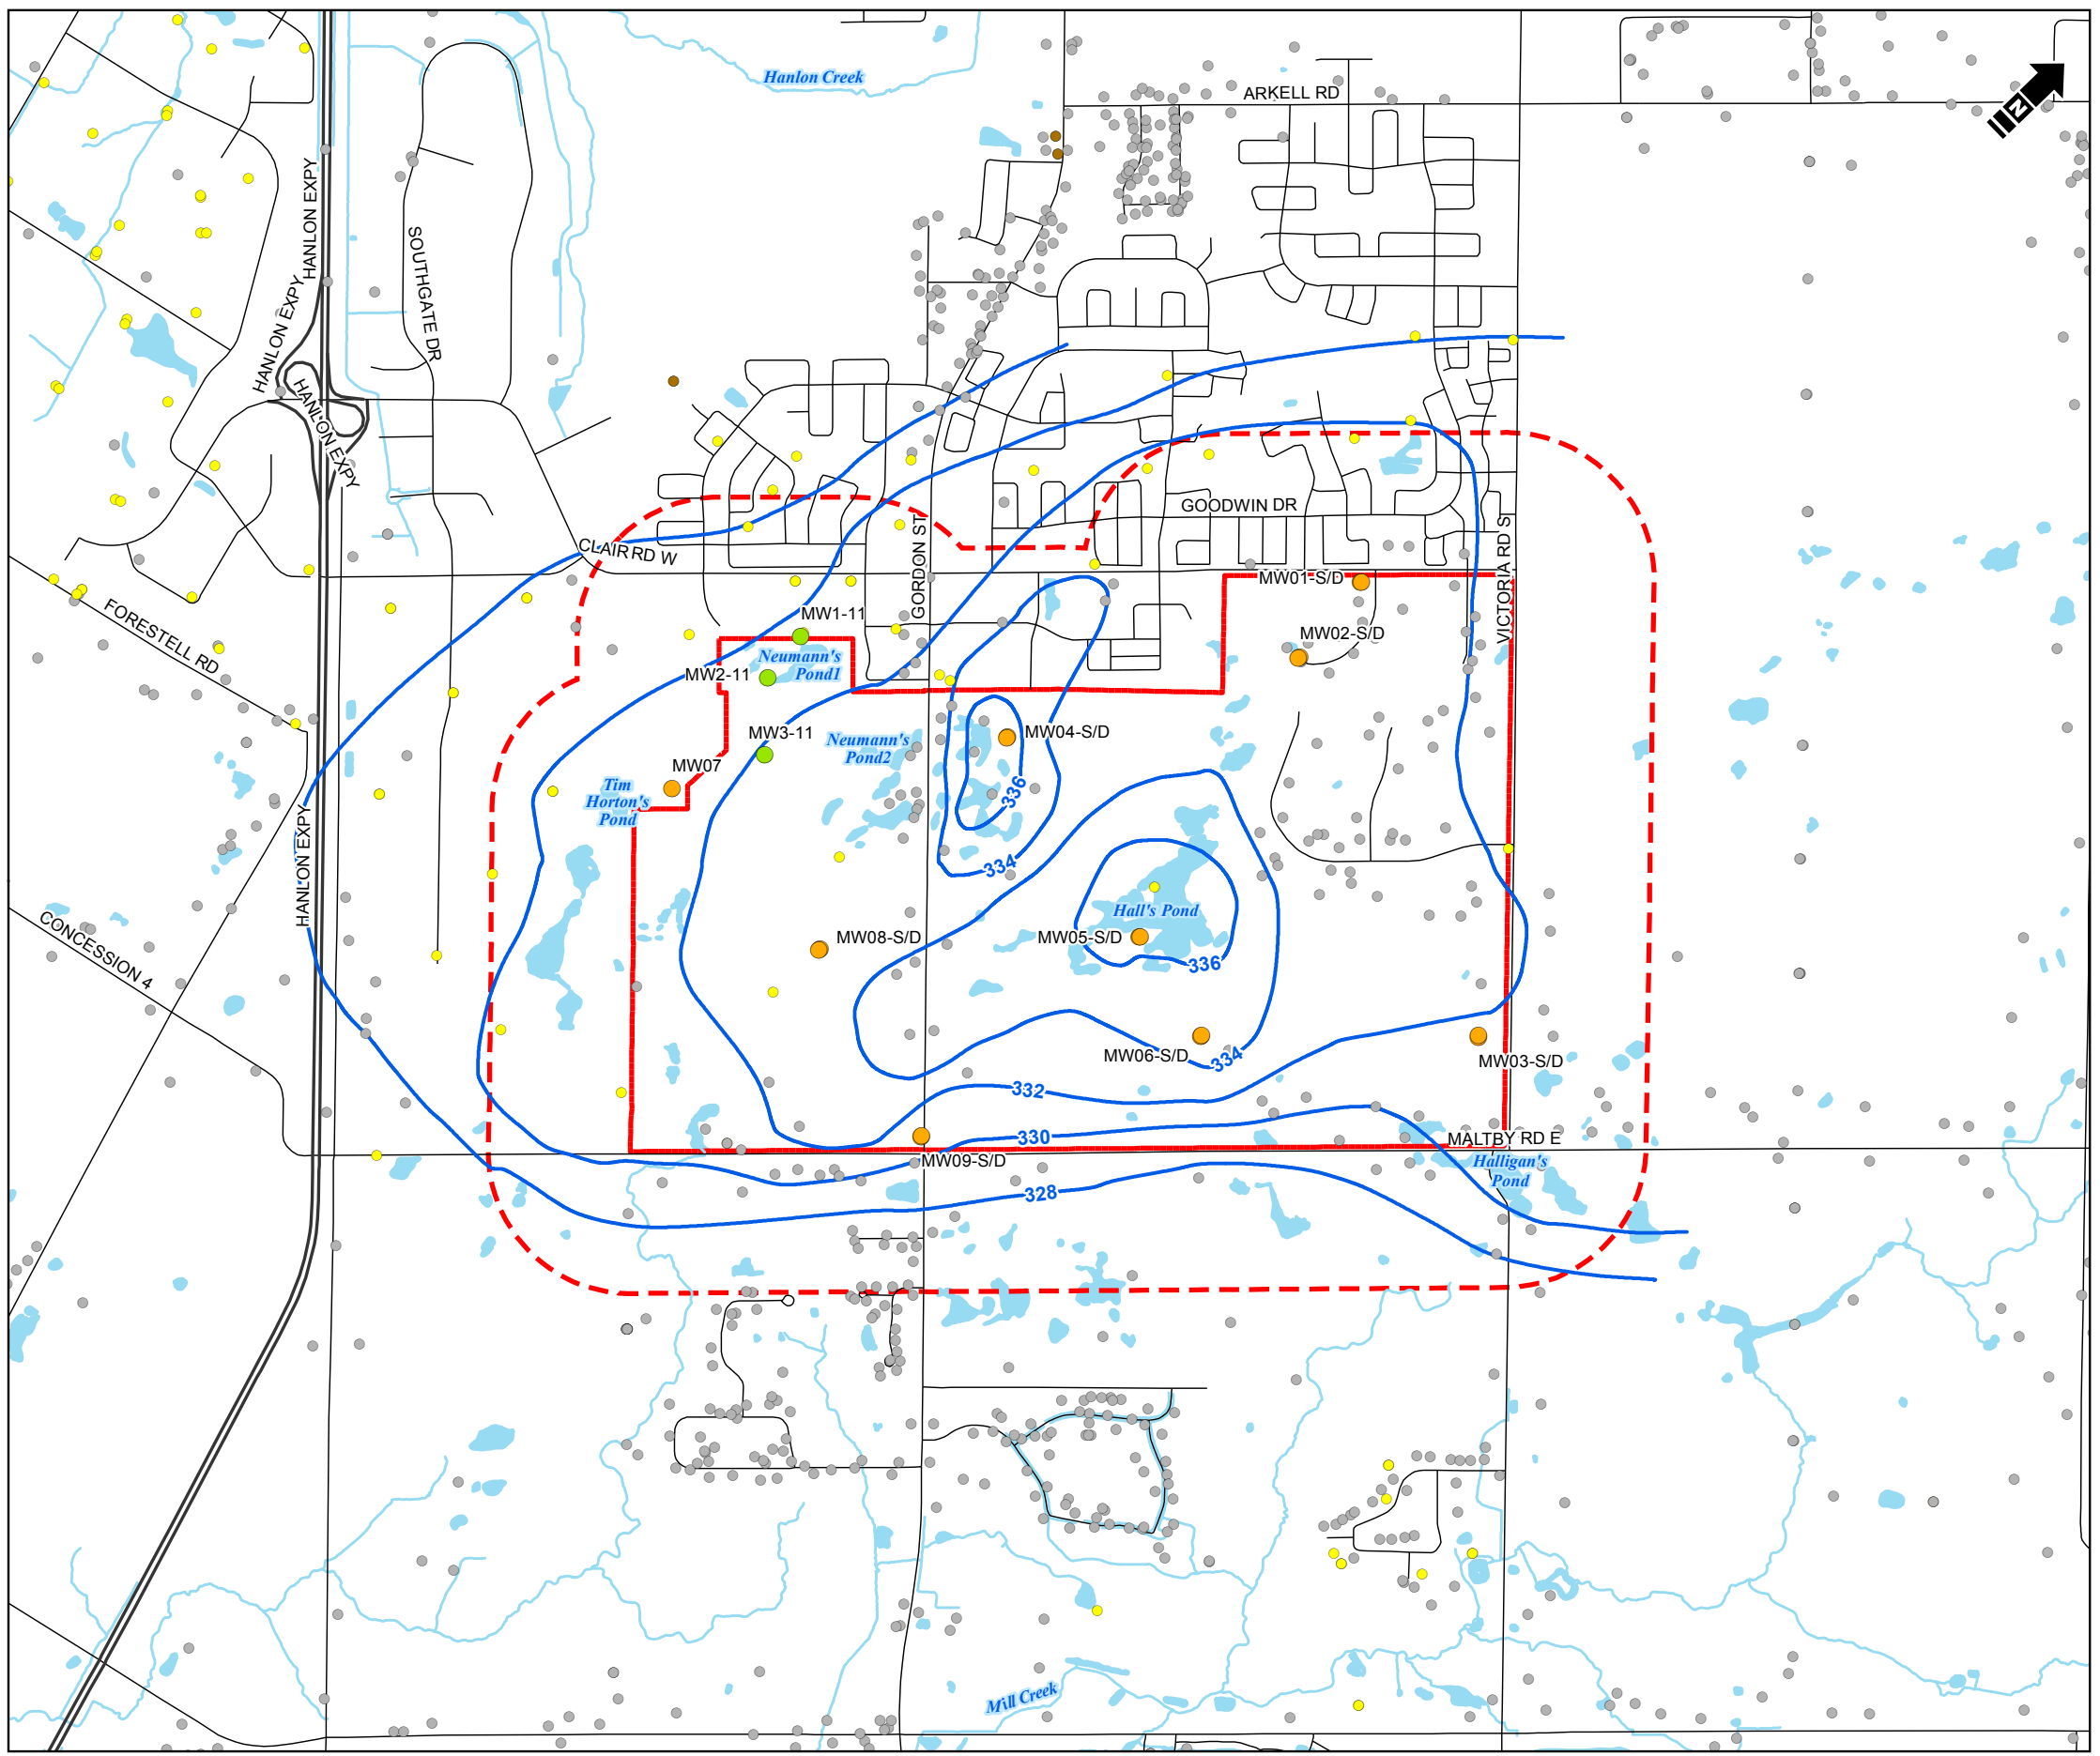 Hanlon Creek
ARKELL RD
N
HANLON EXPY
SOUTHGATE DR
HANLON EXPY
HANLON EXPY
GOODWIN DR
CLAIR RD W
GORDON ST
VICTORIA RD S
MW01-S/D
FORESTELL RD
MW1-11
MW02-S/D
Neumann's
Pond1
MW2-11
MW3-11
Neumann's
Pond2
MW04-S/D
MW07
Tim
Horton's
Pond
336
HANLON EXPY
334
Hall's Pond
MW08-S/D
MW05-S/D
336
CONCESSION 4
MW06-S/D
334
MW03-S/D
332
330
MALTBY RD E
MW09-S/D
Halligan's
Pond
328
Mill Creek